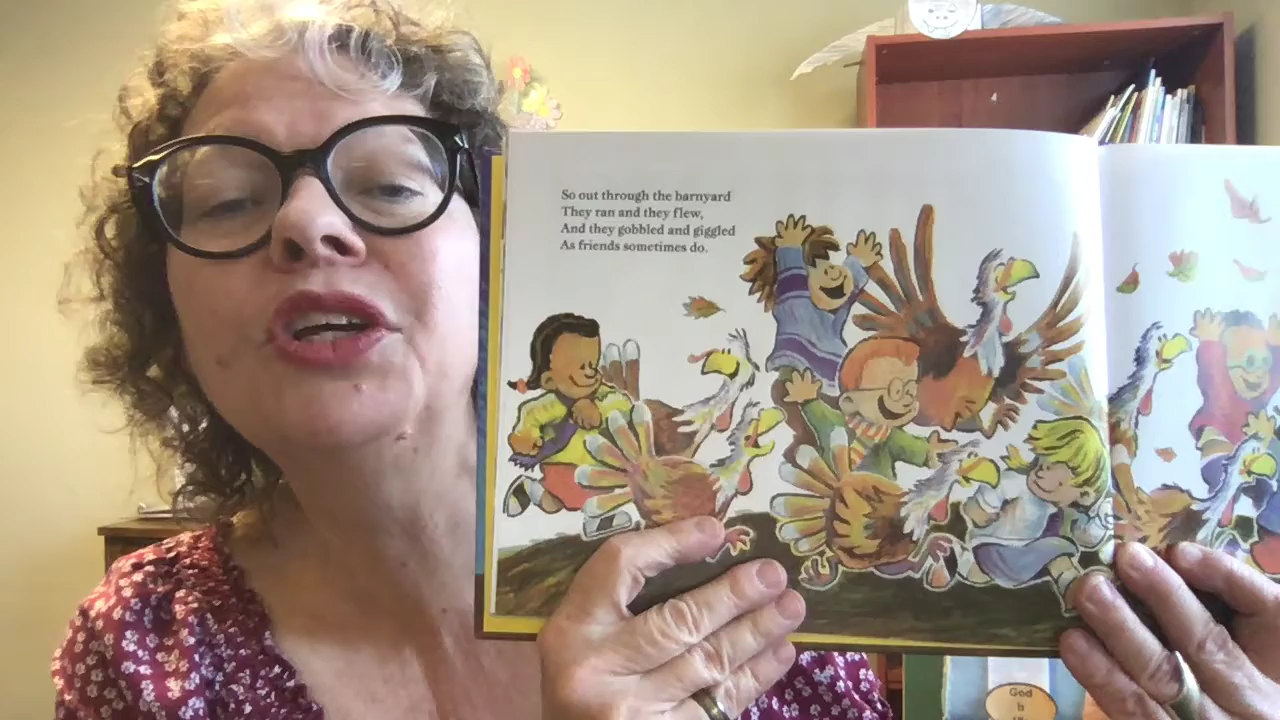 So out through the barnyard
They ran and they flew,
And they gobbled and giggled
As friends sometimes do.
God
is